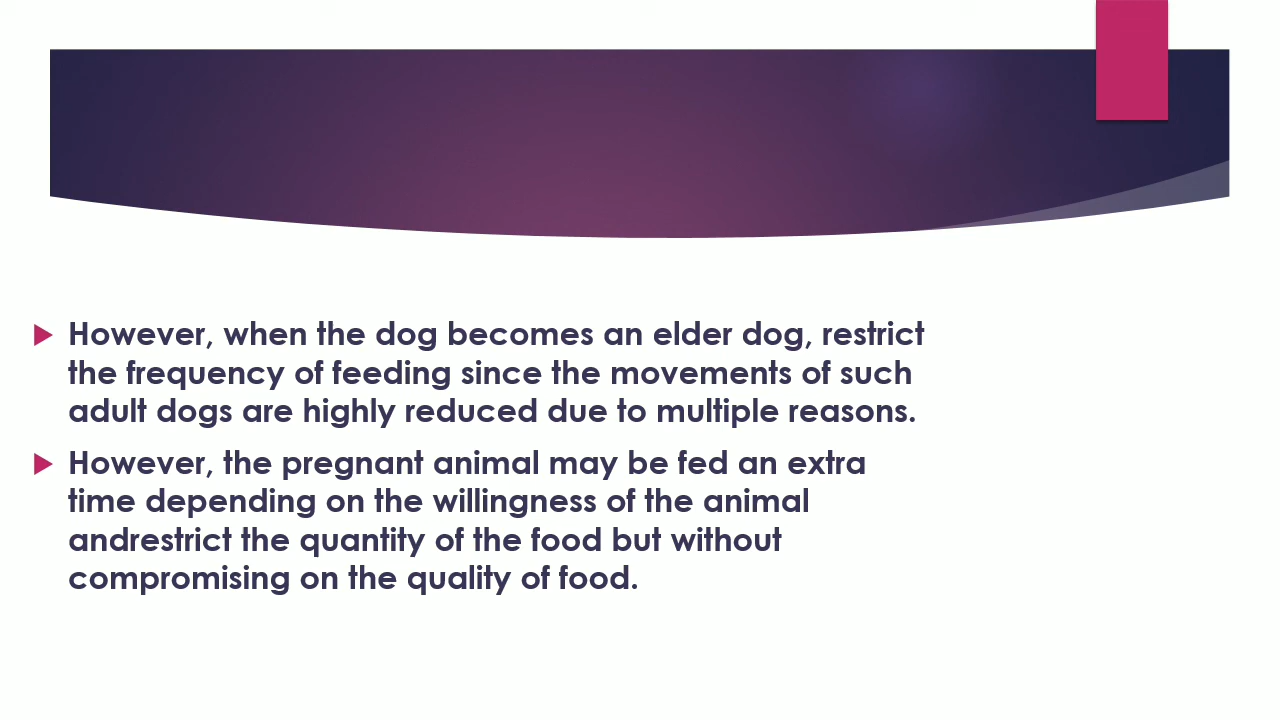 However, when the dog becomes an elder dog, restrict
the frequency of feeding since the movements of such
adult dogs are highly reduced due to multiple reasons.
However, the pregnant animal may be fed an extra
time depending on the willingness of the animal
andrestrict the quantity of the food but without
compromising on the quality of food.